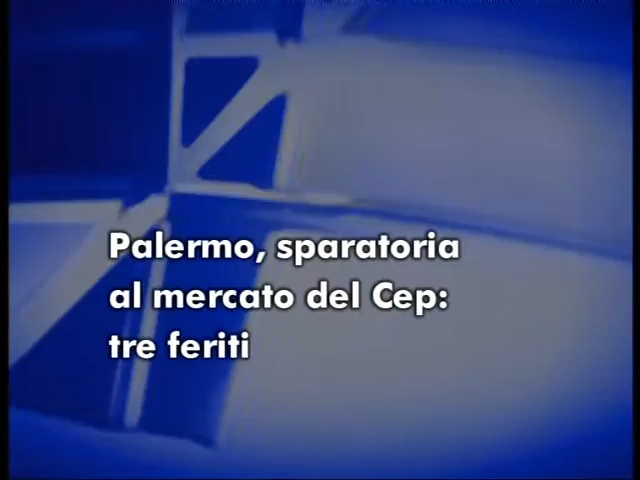 Palermo, sparatoria
al mercato del Cep:
tre feriti